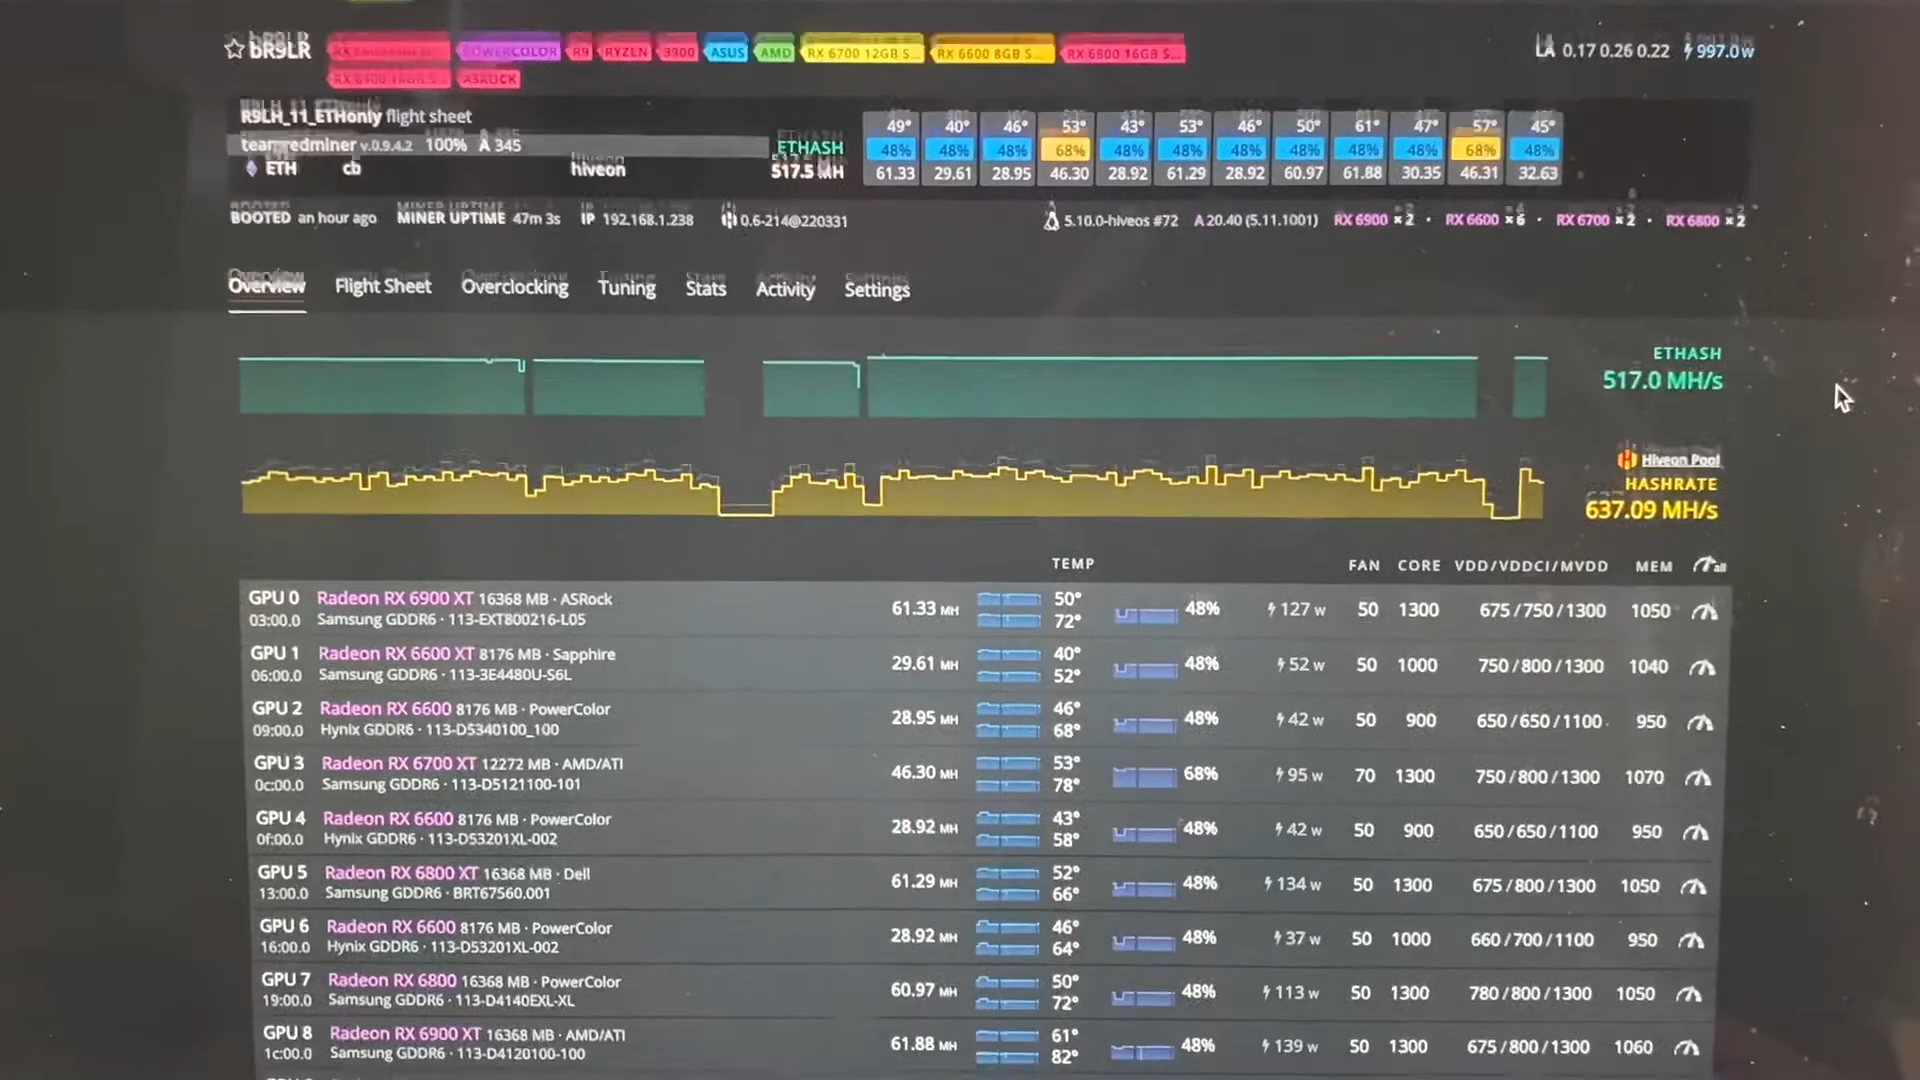 bR9LR
POWERCOLOR R9 RYZEN 3900 ASUS AMD RX 6700 12GB S... RX 6600 8GB S... RX 6800 16GB S...
ASROCK
LA 0.17 0.26 0.22 997.0 W
R9LH_11_ETHonly flight sheet
teamredminer v.0.9.4.2 100% A 345
ETH cb hiveon
ETHASH
517.5 MH
49° 40° 46° 53° 43° 53° 46° 50° 61° 47° 57° 45°
48% 48% 48% 68% 48% 48% 48% 48% 48% 48% 68% 48%
61.33 29.61 28.95 46.30 28.92 61.29 28.92 60.97 61.88 30.35 46.31 32.63
BOOTED an hour ago MINER UPTIME 47m 3s IP 192.168.1.238 0.6-214@220331 5.10.0-hiveos #72 A 20.40 (5.11.1001) RX 6900 ×2 · RX 6600 ×6 · RX 6700 ×2 · RX 6800 ×2
Overview Flight Sheet Overclocking Tuning Stats Activity Settings
ETHASH
517.0 MH/s
Hiveon Pool
HASHRATE
637.09 MH/s
TEMP FAN CORE VDD/VDDCI/MVDD MEM all
GPU 0 Radeon RX 6900 XT 16368 MB · ASRock 61.33 MH 50° 48% 127 W 50 1300 675/750/1300 1050
03:00.0 Samsung GDDR6 · 113-EXT800216-L05 72°
GPU 1 Radeon RX 6600 XT 8176 MB · Sapphire 29.61 MH 40° 48% 52 W 50 1000 750/800/1300 1040
06:00.0 Samsung GDDR6 · 113-3E4480U-S6L 52°
GPU 2 Radeon RX 6600 8176 MB · PowerColor 28.95 MH 46° 48% 42 W 50 900 650/650/1100 950
09:00.0 Hynix GDDR6 · 113-D5340100_100 68°
GPU 3 Radeon RX 6700 XT 12272 MB · AMD/ATI 46.30 MH 53° 68% 95 W 70 1300 750/800/1300 1070
0c:00.0 Samsung GDDR6 · 113-D5121100-101 78°
GPU 4 Radeon RX 6600 8176 MB · PowerColor 28.92 MH 43° 48% 42 W 50 900 650/650/1100 950
0f:00.0 Hynix GDDR6 · 113-D53201XL-002 58°
GPU 5 Radeon RX 6800 XT 16368 MB · Dell 61.29 MH 52° 48% 134 W 50 1300 675/800/1300 1050
13:00.0 Samsung GDDR6 · BRT67560.001 66°
GPU 6 Radeon RX 6600 8176 MB · PowerColor 28.92 MH 46° 48% 37 W 50 1000 660/700/1100 950
16:00.0 Hynix GDDR6 · 113-D53201XL-002 64°
GPU 7 Radeon RX 6800 16368 MB · PowerColor 60.97 MH 50° 48% 113 W 50 1300 780/800/1300 1050
19:00.0 Samsung GDDR6 · 113-D4140EXL-XL 72°
GPU 8 Radeon RX 6900 XT 16368 MB · AMD/ATI 61.88 MH 61° 48% 139 W 50 1300 675/800/1300 1060
1c:00.0 Samsung GDDR6 · 113-D4120100-100 82°